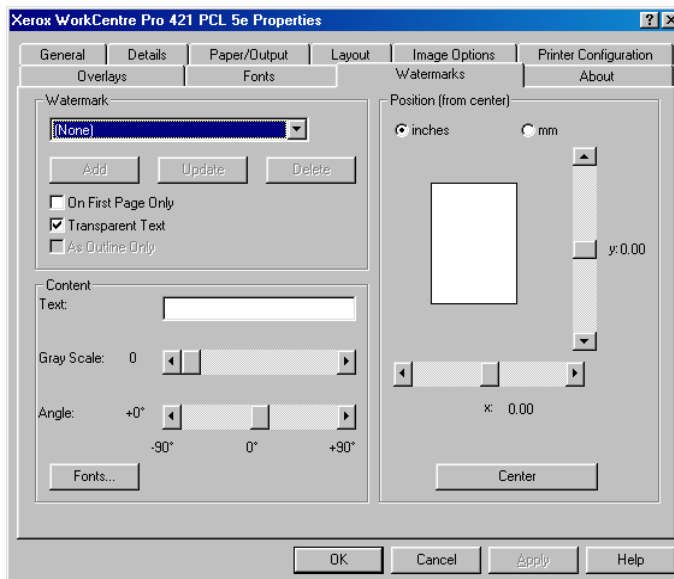 Xerox WorkCentre Pro 421 PCL 5e Properties
General Details Paper/Output Layout Image Options Printer Configuration
Overlays Fonts Watermarks About
Watermark
(None)
Add Update Delete
On First Page Only
Transparent Text
As Outline Only
Content
Text:
Gray Scale: 0
Angle: +0°
-90° 0° +90°
Fonts...
Position (from center)
inches mm
y: 0.00
x: 0.00
Center
OK Cancel Apply Help